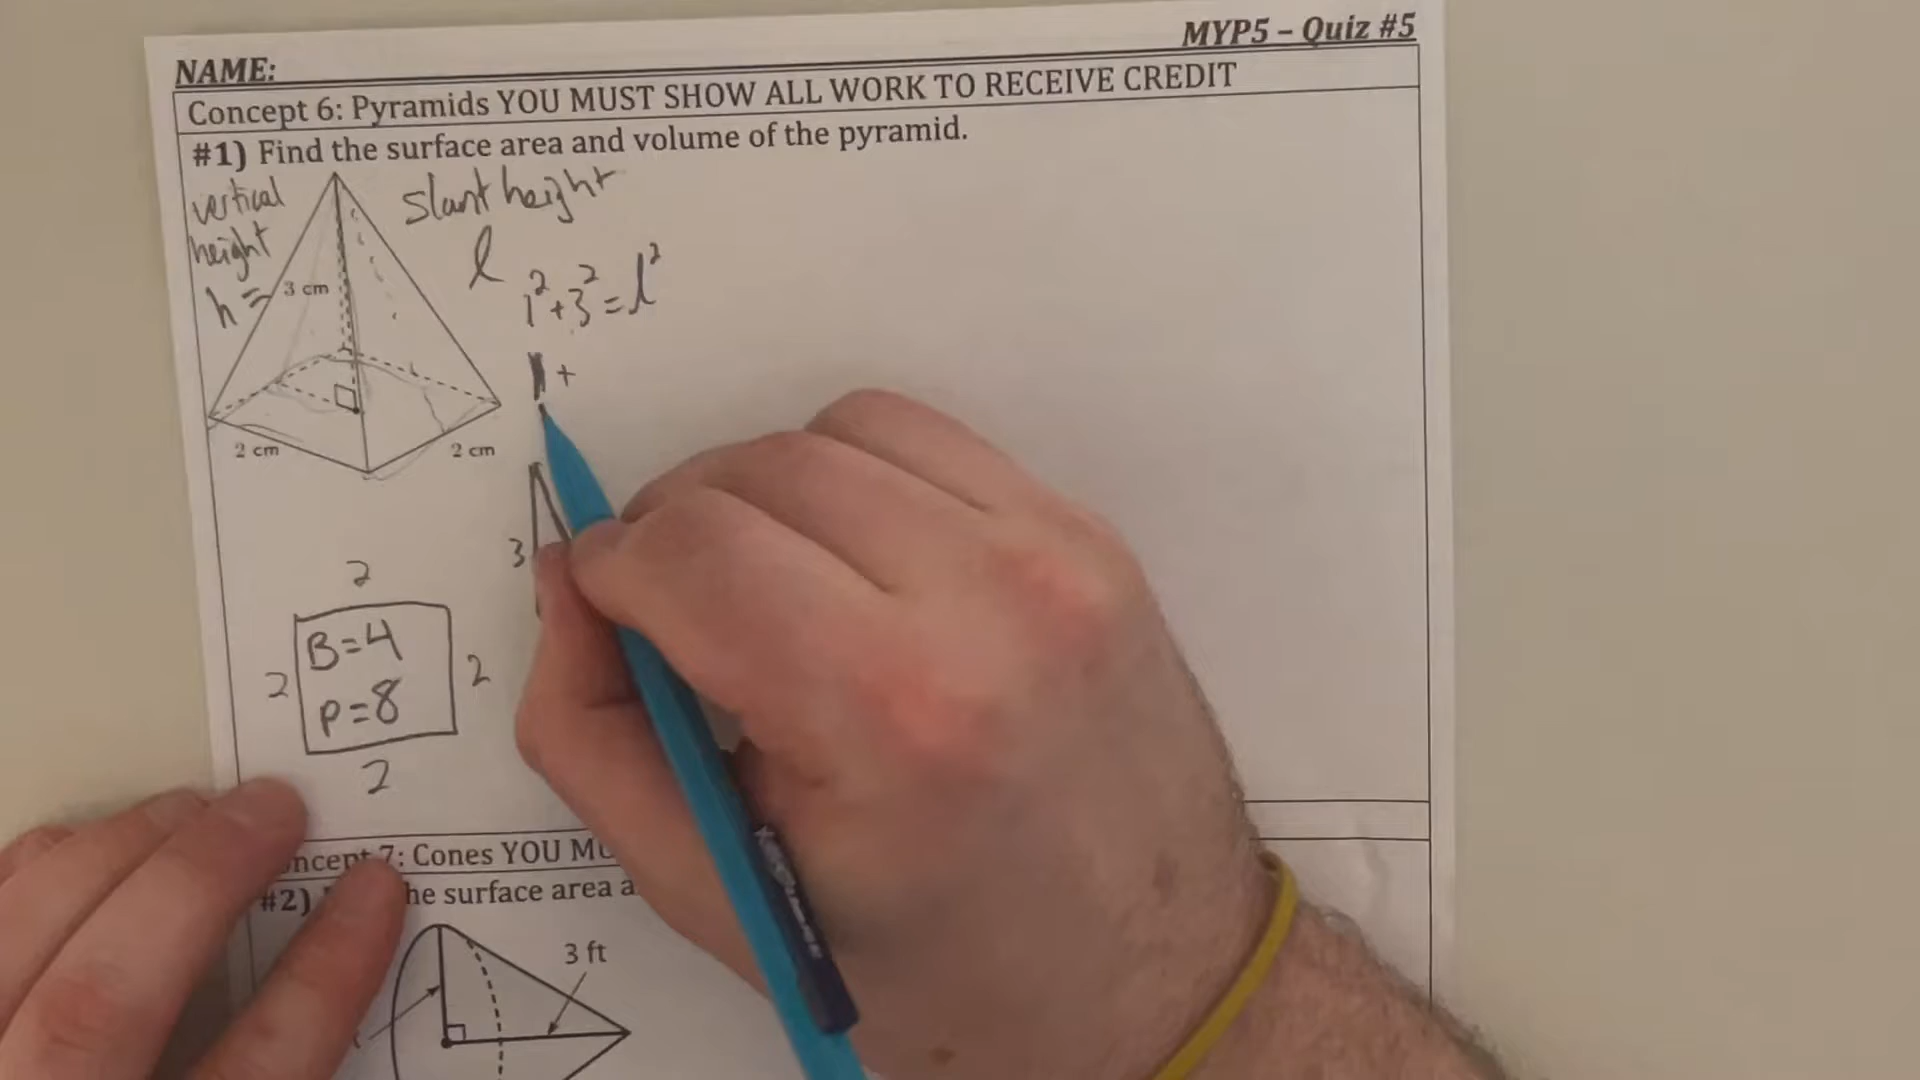 MYP5 – Quiz #5
NAME:
Concept 6: Pyramids YOU MUST SHOW ALL WORK TO RECEIVE CREDIT
#1) Find the surface area and volume of the pyramid.
vertical
height
h =
3 cm
slant height
l
1² + 3² = l²
1 +
2 cm
2 cm
3
2
B=4
2
2
P=8
2
7: Cones YOU
#2)
he surface area a
3 ft